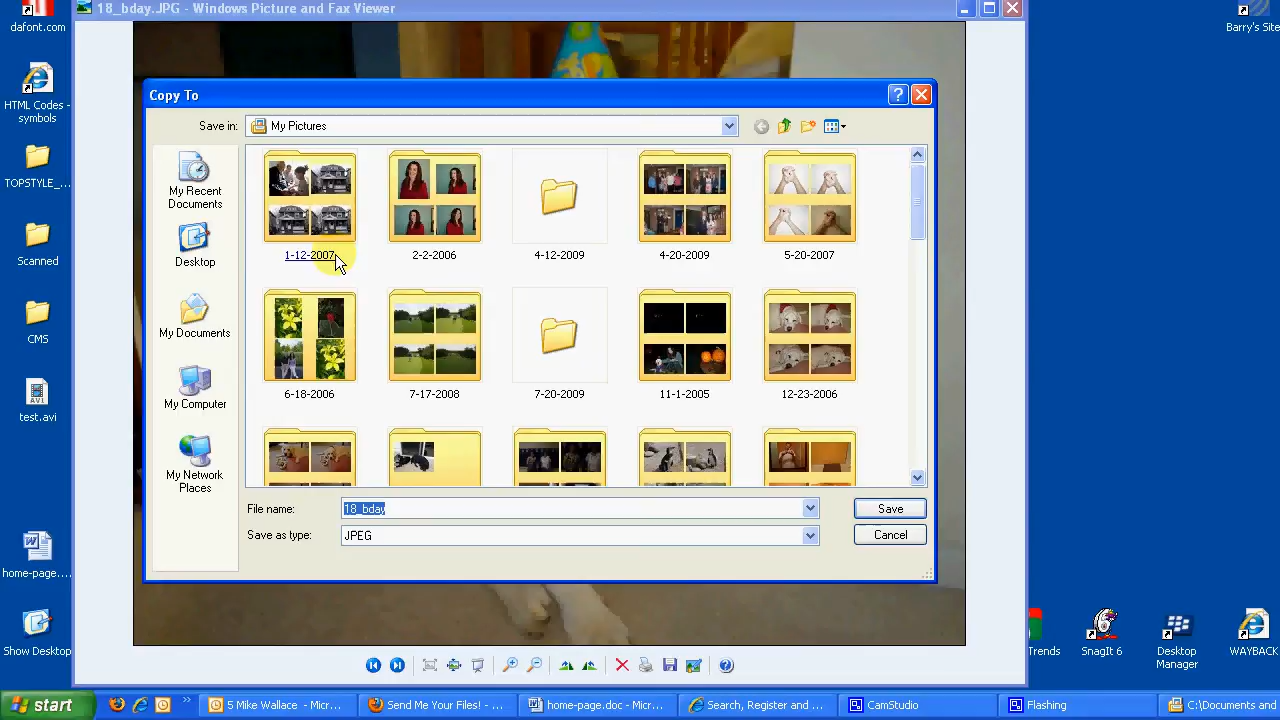 dafont.com
18_bday.JPG - Windows Picture and Fax Viewer
Barry's Site
HTML Codes -
symbols
TOPSTYLE_...
Scanned
CMS
test.avi
home-page....
Show Desktop
Copy To
Save in:
My Pictures
My Recent
Documents
Desktop
My Documents
My Computer
My Network
Places
1-12-2007
2-2-2006
4-12-2009
4-20-2009
5-20-2007
6-18-2006
7-17-2008
7-20-2009
11-1-2005
12-23-2006
File name:
18_bday
Save
Save as type:
JPEG
Cancel
Trends
SnagIt 6
Desktop
Manager
WAYBACK
start
5 Mike Wallace - Micr...
Send Me Your Files! - ...
home-page.doc - Micros...
Search, Register and ...
CamStudio
Flashing
C:\Documents and